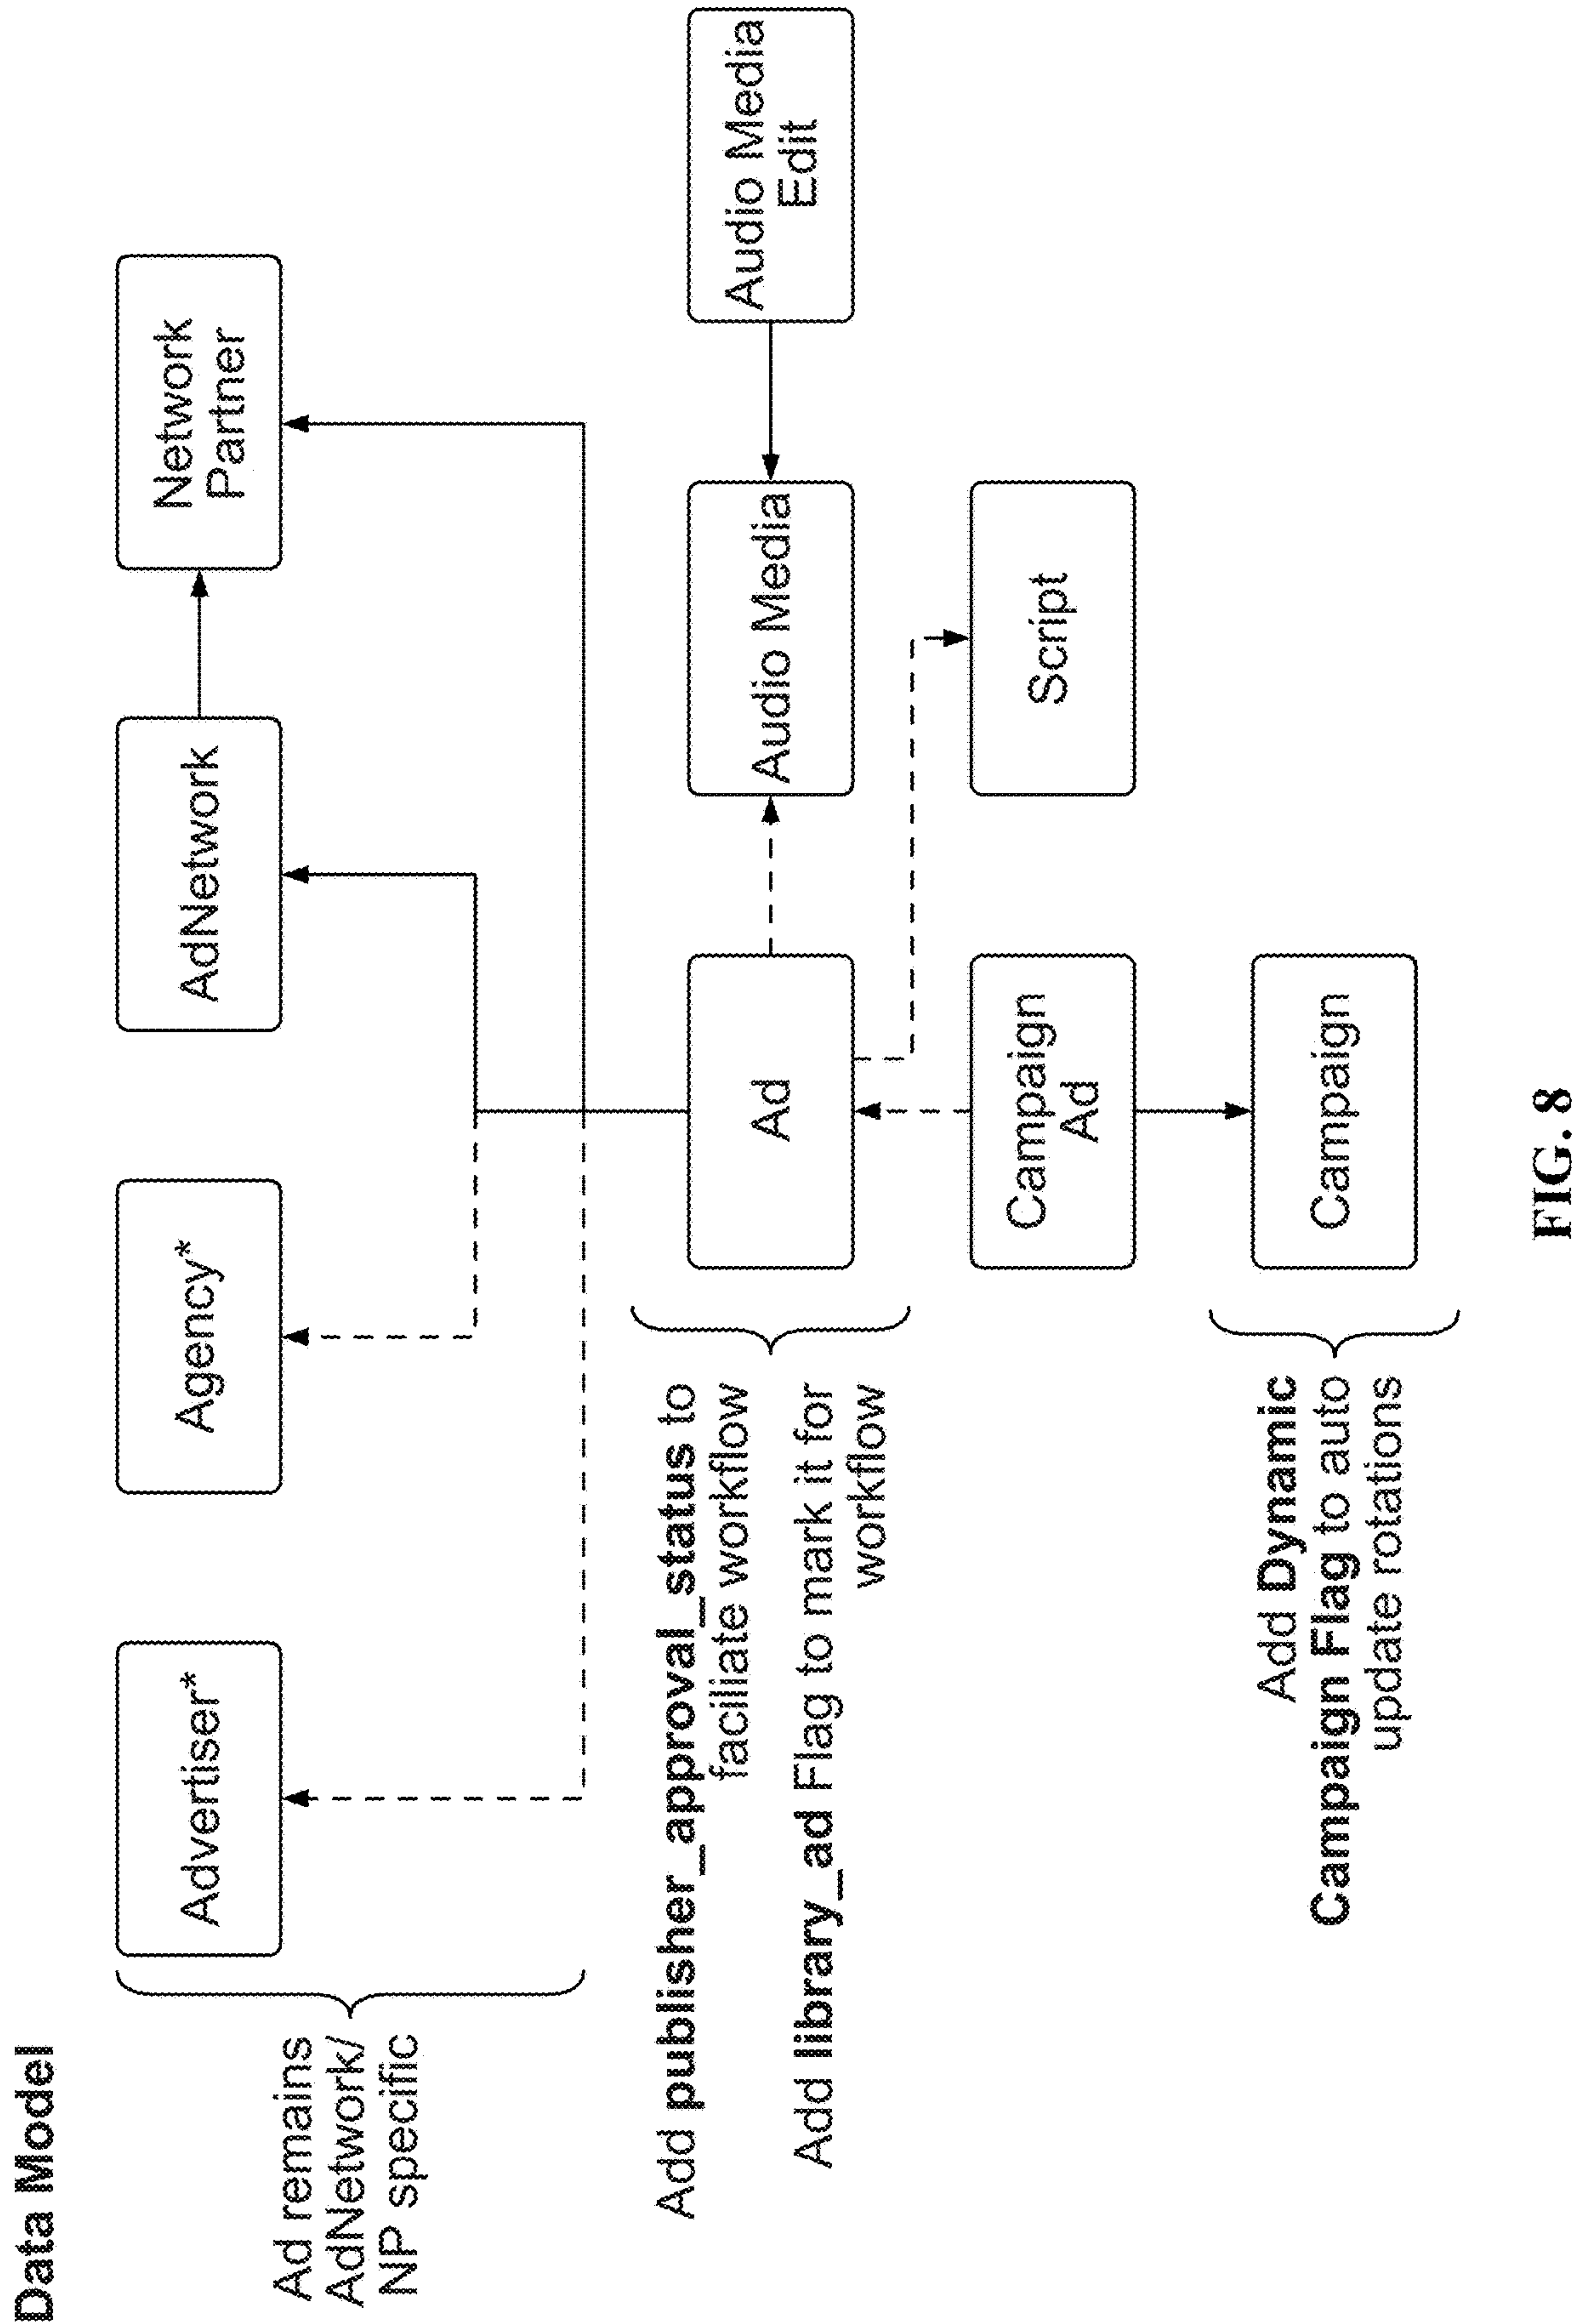 Data Model
Ad remains
AdNetwork/
NP specific
Advertiser*
Agency*
AdNetwork
Network
Partner
Add publisher_approval_status to
faciliate workflow
Add library_ad Flag to mark it for
workflow
Ad
Audio Media
Audio Media
Edit
Campaign
Ad
Script
Add Dynamic
Campaign Flag to auto
update rotations
Campaign
FIG. 8